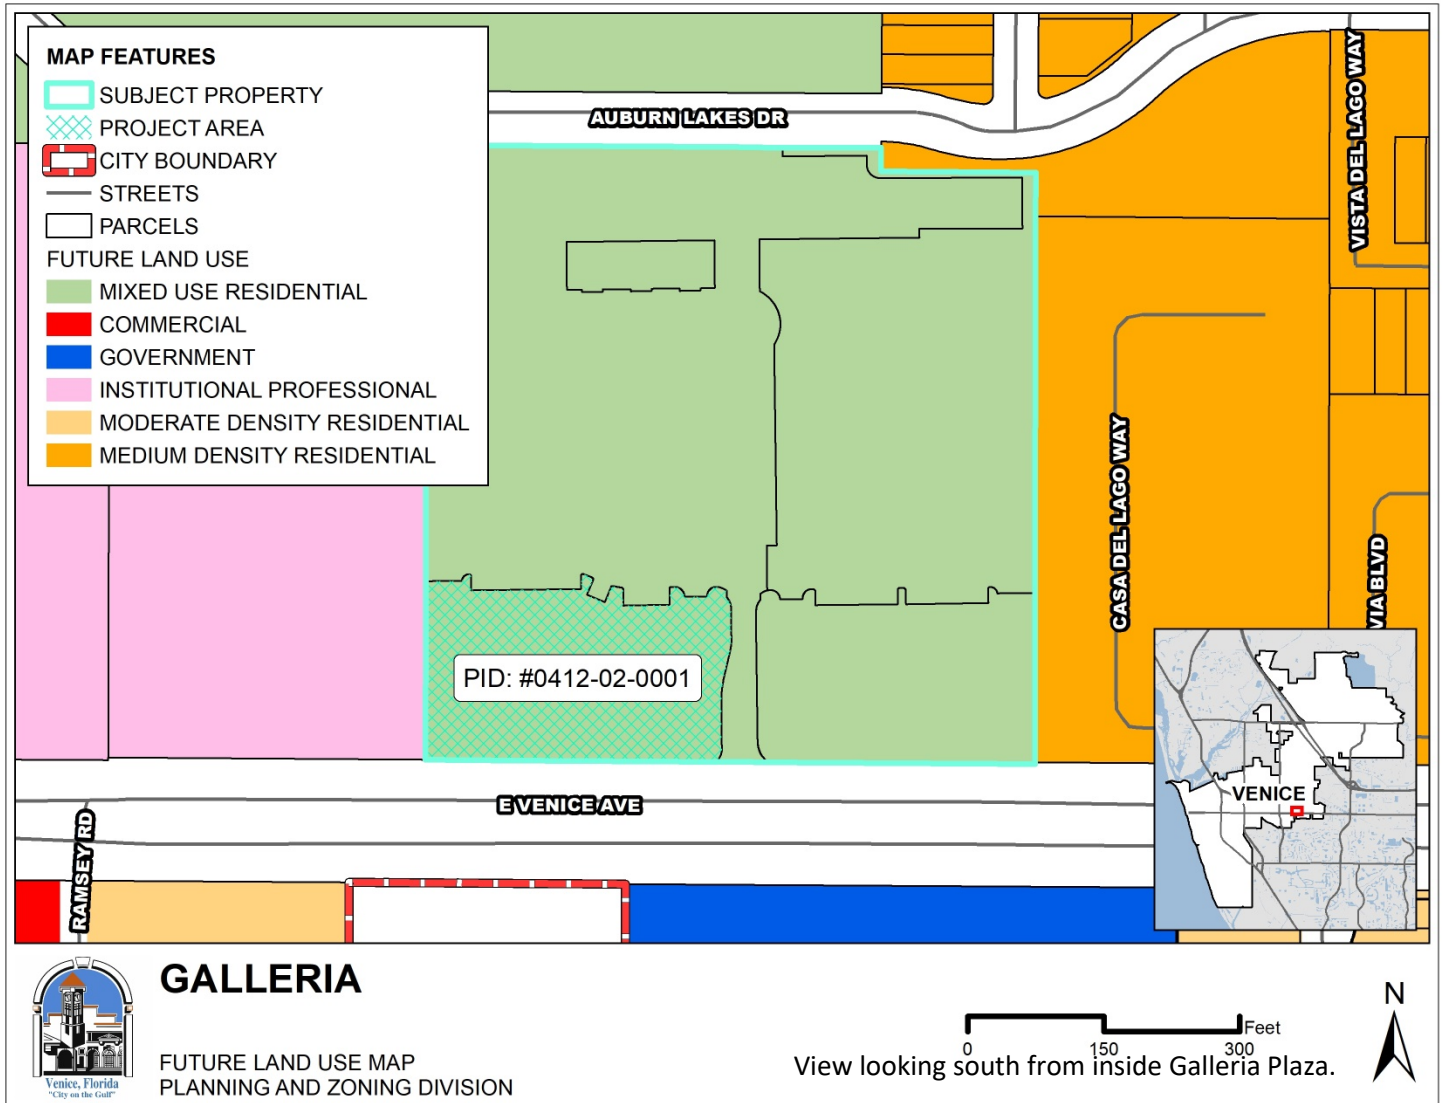 MAP FEATURES
SUBJECT PROPERTY
PROJECT AREA
CITY BOUNDARY
STREETS
PARCELS
FUTURE LAND USE
MIXED USE RESIDENTIAL
COMMERCIAL
GOVERNMENT
INSTITUTIONAL PROFESSIONAL
MODERATE DENSITY RESIDENTIAL
MEDIUM DENSITY RESIDENTIAL
AUBURN LAKES DR
VISTA DEL LAGO WAY
CASA DEL LAGO WAY
VIA BLVD
PID: #0412-02-0001
VENICE
E VENICE AVE
RAMSEY RD
GALLERIA
FUTURE LAND USE MAP
PLANNING AND ZONING DIVISION
Venice, Florida
"City on the Gulf"
Feet
0 150 300
View looking south from inside Galleria Plaza.
N